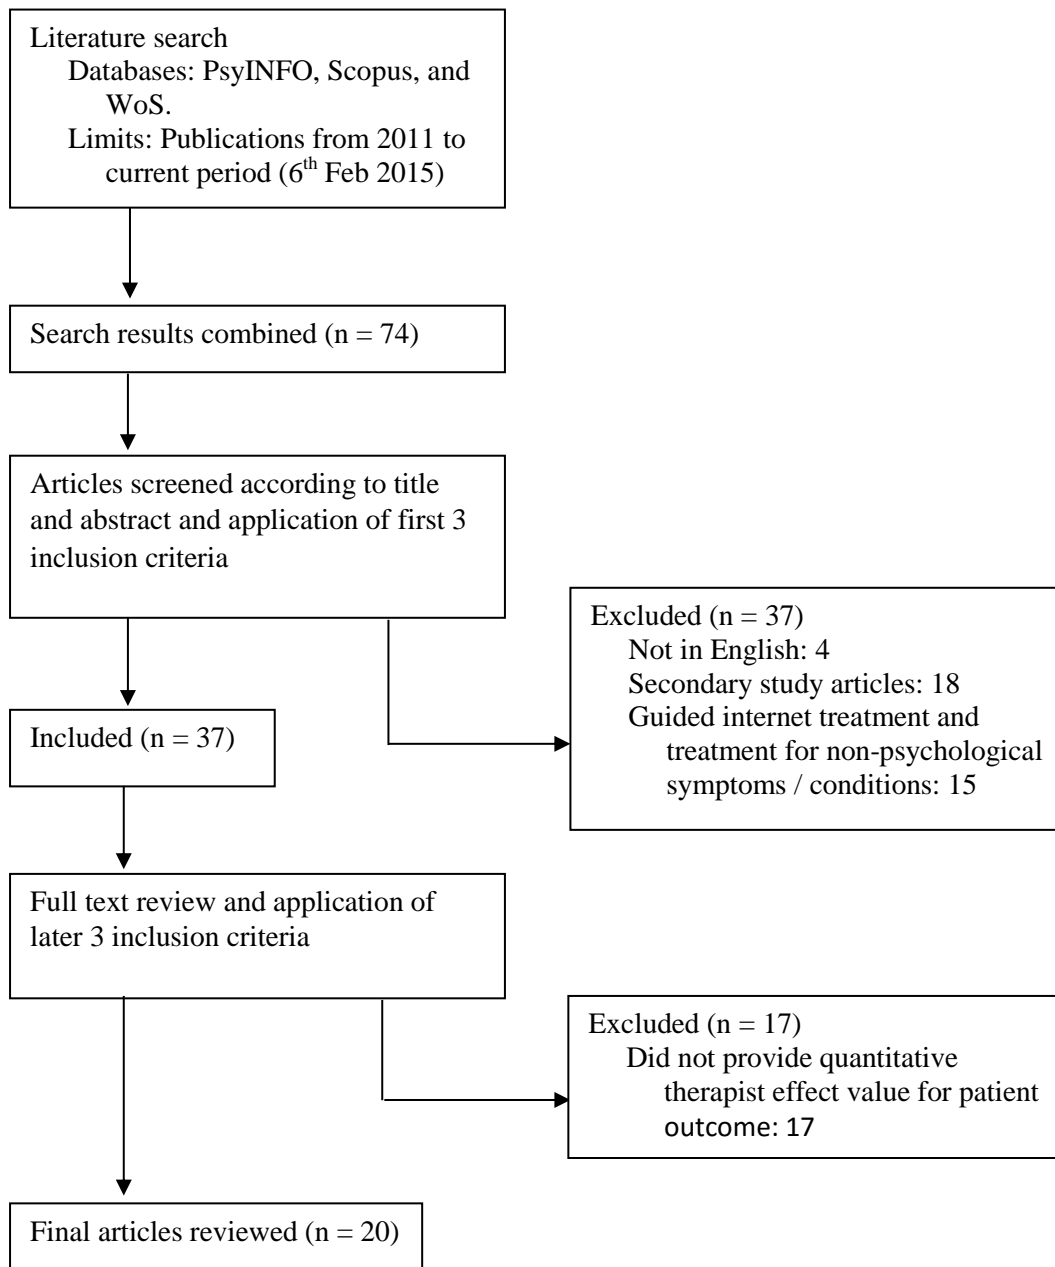 Literature search
Databases: PsyINFO, Scopus, and
WoS.
Limits: Publications from 2011 to
current period (6th Feb 2015)
Search results combined (n = 74)
Articles screened according to title
and abstract and application of first 3
inclusion criteria
Excluded (n = 37)
Not in English: 4
Secondary study articles: 18
Guided internet treatment and
treatment for non-psychological
symptoms / conditions: 15
Included (n = 37)
Full text review and application of
later 3 inclusion criteria
Excluded (n = 17)
Did not provide quantitative
therapist effect value for patient
outcome: 17
Final articles reviewed (n = 20)